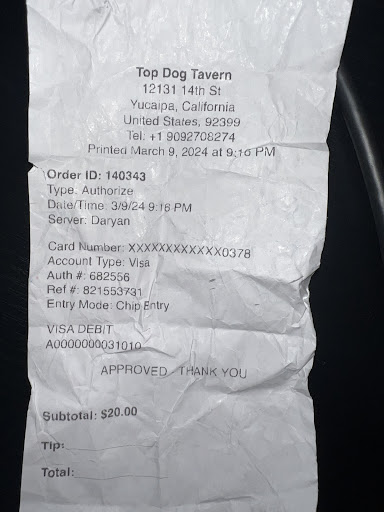 Top Dog Tavern
12131 14th St
Yucaipa, California
United States, 92399
Tel: +1 9092708274
Printed March 9, 2024 at 9:16 PM
Order ID: 140343
Type: Authorize
Date/Time: 3/9/24 9:16 PM
Server: Daryan
Card Number: XXXXXXXXXXXX0378
Account Type: Visa
Auth #: 682556
Ref #: 821553731
Entry Mode: Chip Entry
VISA DEBIT
A0000000031010
APPROVED - THANK YOU
Subtotal: $20.00
Tip:
Total: